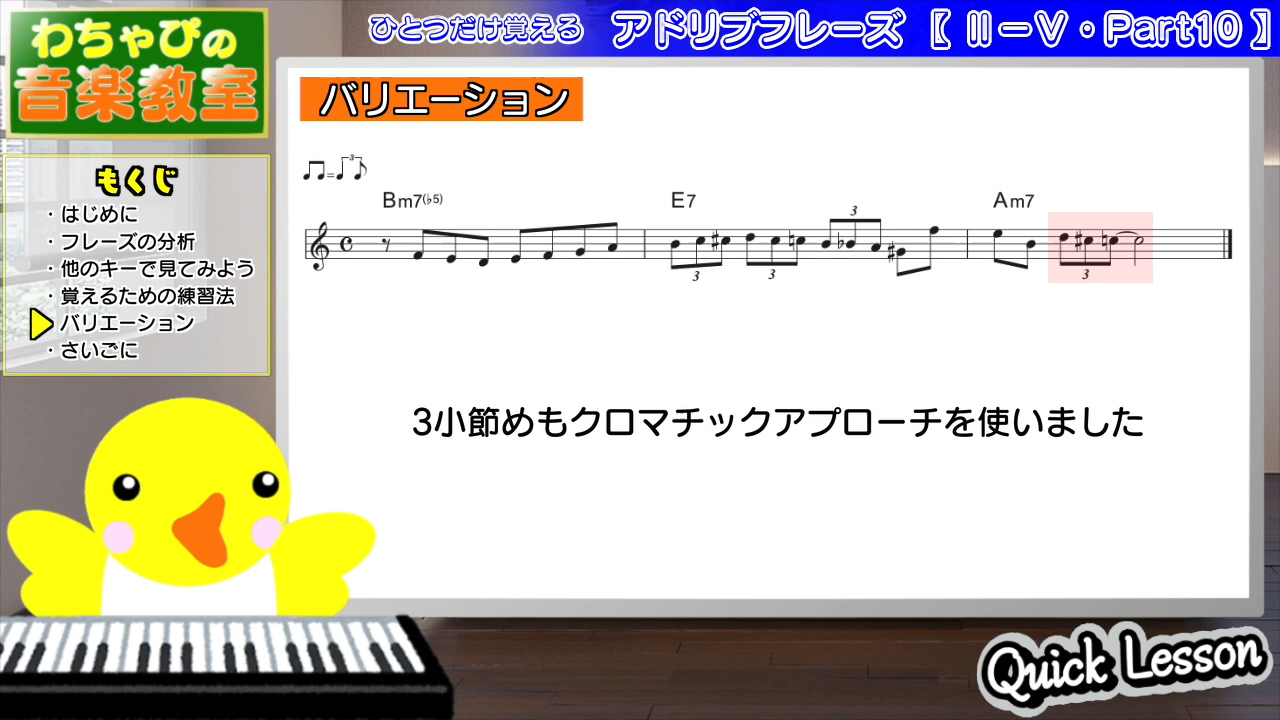 わちゃぴの
音楽教室
ひとつだけ覚える アドリブフレーズ 【 II－V・Part10 】
もくじ
・はじめに
・フレーズの分析
・他のキーで見てみよう
・覚えるための練習法
バリエーション
・さいごに
バリエーション
3
Bm7(♭5) E7 Am7
3
3 3 3
3小節めもクロマチックアプローチを使いました
Quick Lesson